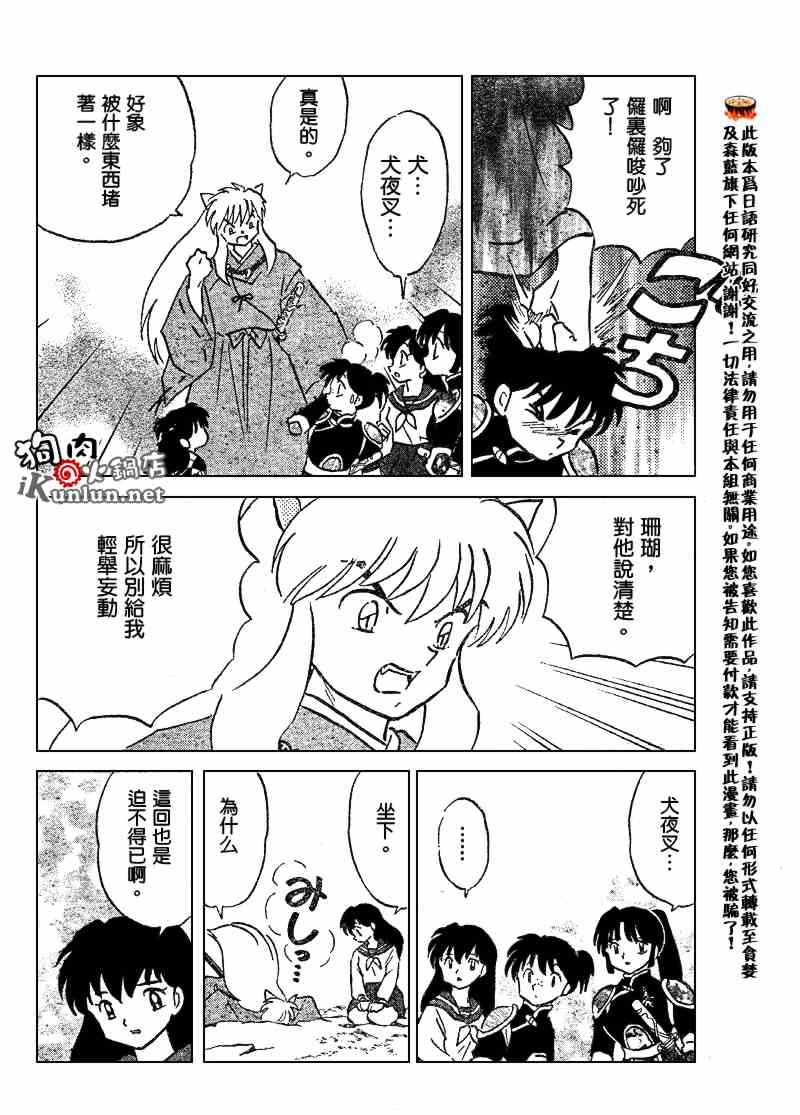 啊 夠了
儸裏儸唆吵死
了！
こち
犬…
犬夜叉…
真是的。
好象
被什麼東西堵
著一樣。
珊瑚，
對他說清楚。
很麻煩
所以別給我
輕舉妄動
犬夜叉…
……
坐下。
為什么
みしっ…
這回也是
迫不得已啊。
狗肉火鍋店
iKunlun.net
此版本爲日語研究同好交流之用，請勿用于任何商業用途。如您喜歡此作品，請支持正版！請勿以任何形式轉載至貪婪
及森藍旗下任何網站，謝謝！一切法律責任與本組無關。如果您被告知需要付款才能看到此漫畫，那麼，您被騙了！